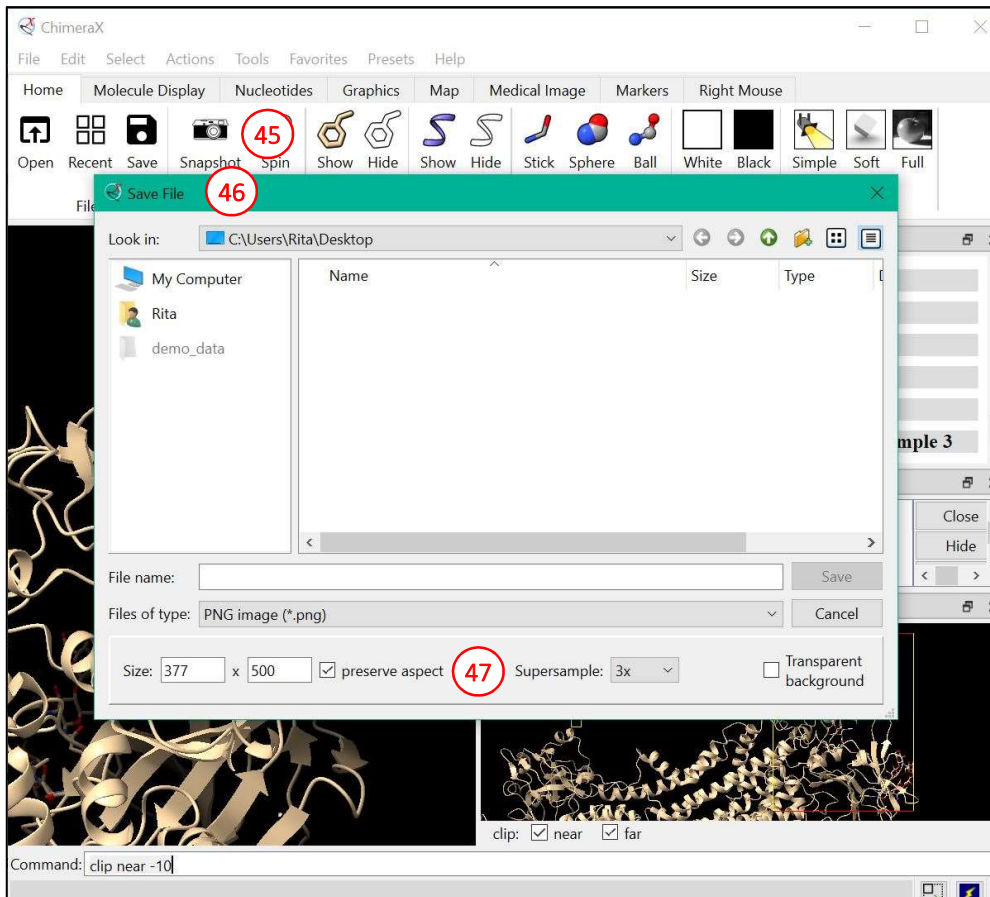 ChimeraX
File Edit Select Actions Tools Favorites Presets Help
Home Molecule Display Nucleotides Graphics Map Medical Image Markers Right Mouse
45
Open Recent Save Snapshot Spin Show Hide Show Hide Stick Sphere Ball White Black Simple Soft Full
File
Save File 46
Look in: C:\Users\Rita\Desktop
Name Size Type
My Computer
Rita
demo_data
mple 3
Close
Hide
File name: Save
Files of type: PNG image (*.png) Cancel
Size: 377 x 500 preserve aspect 47 Supersample: 3x Transparent
background
clip: near far
Command: clip near -10